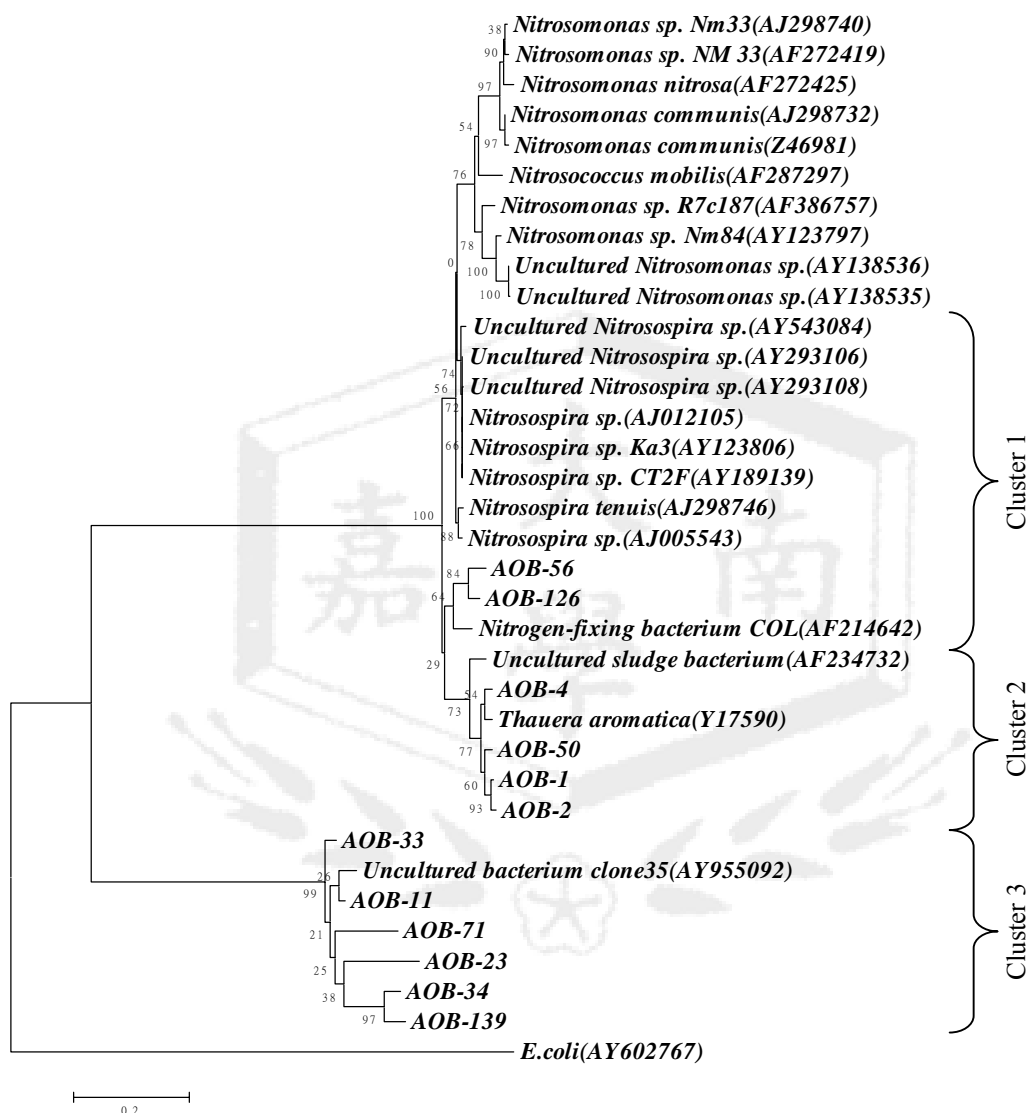 Nitrosomonas sp. Nm33(AJ298740)
Nitrosomonas sp. NM 33(AF272419)
Nitrosomonas nitrosa(AF272425)
Nitrosomonas communis(AJ298732)
Nitrosomonas communis(Z46981)
Nitrosococcus mobilis(AF287297)
Nitrosomonas sp. R7c187(AF386757)
Nitrosomonas sp. Nm84(AY123797)
Uncultured Nitrosomonas sp.(AY138536)
Uncultured Nitrosomonas sp.(AY138535)
Uncultured Nitrosospira sp.(AY543084)
Uncultured Nitrosospira sp.(AY293106)
Uncultured Nitrosospira sp.(AY293108)
Nitrosospira sp.(AJ012105)
Nitrosospira sp. Ka3(AY123806)
Nitrosospira sp. CT2F(AY189139)
Nitrosospira tenuis(AJ298746)
Nitrosospira sp.(AJ005543)
AOB-56
AOB-126
Nitrogen-fixing bacterium COL(AF214642)
Uncultured sludge bacterium(AF234732)
AOB-4
Thauera aromatica(Y17590)
AOB-50
AOB-1
AOB-2
AOB-33
Uncultured bacterium clone35(AY955092)
AOB-11
AOB-71
AOB-23
AOB-34
AOB-139
E.coli(AY602767)
38
90
97
97
54
76
78
100
100
0
74
56
72
66
88
100
84
64
29
54
73
77
60
93
26
99
21
25
38
97
0.2
Cluster 1
Cluster 2
Cluster 3
嘉
大
南
學